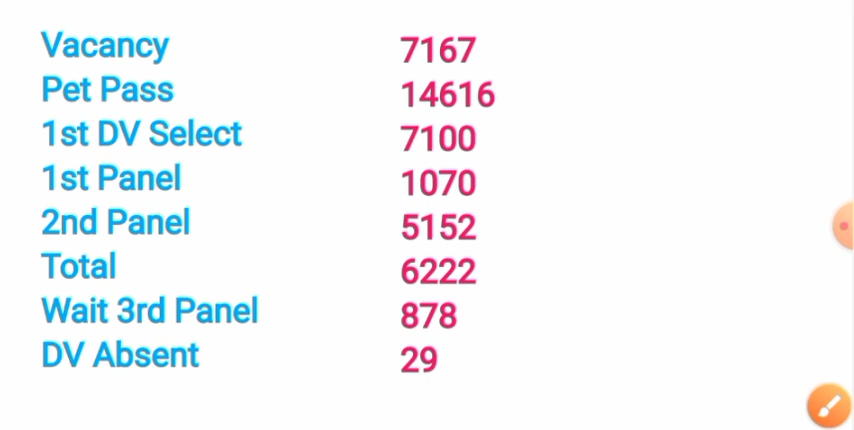 Vacancy 7167
Pet Pass 14616
1st DV Select 7100
1st Panel 1070
2nd Panel 5152
Total 6222
Wait 3rd Panel 878
DV Absent 29